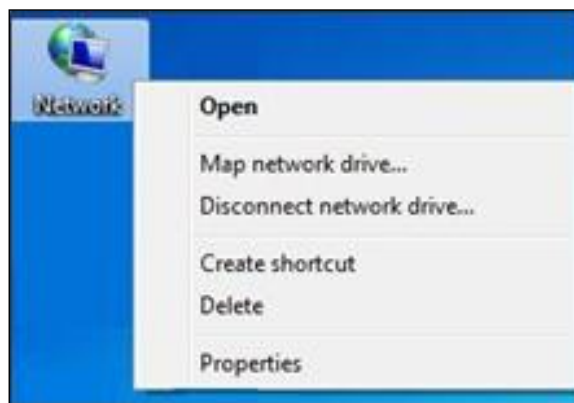 Network
Open
Map network drive...
Disconnect network drive...
Create shortcut
Delete
Properties